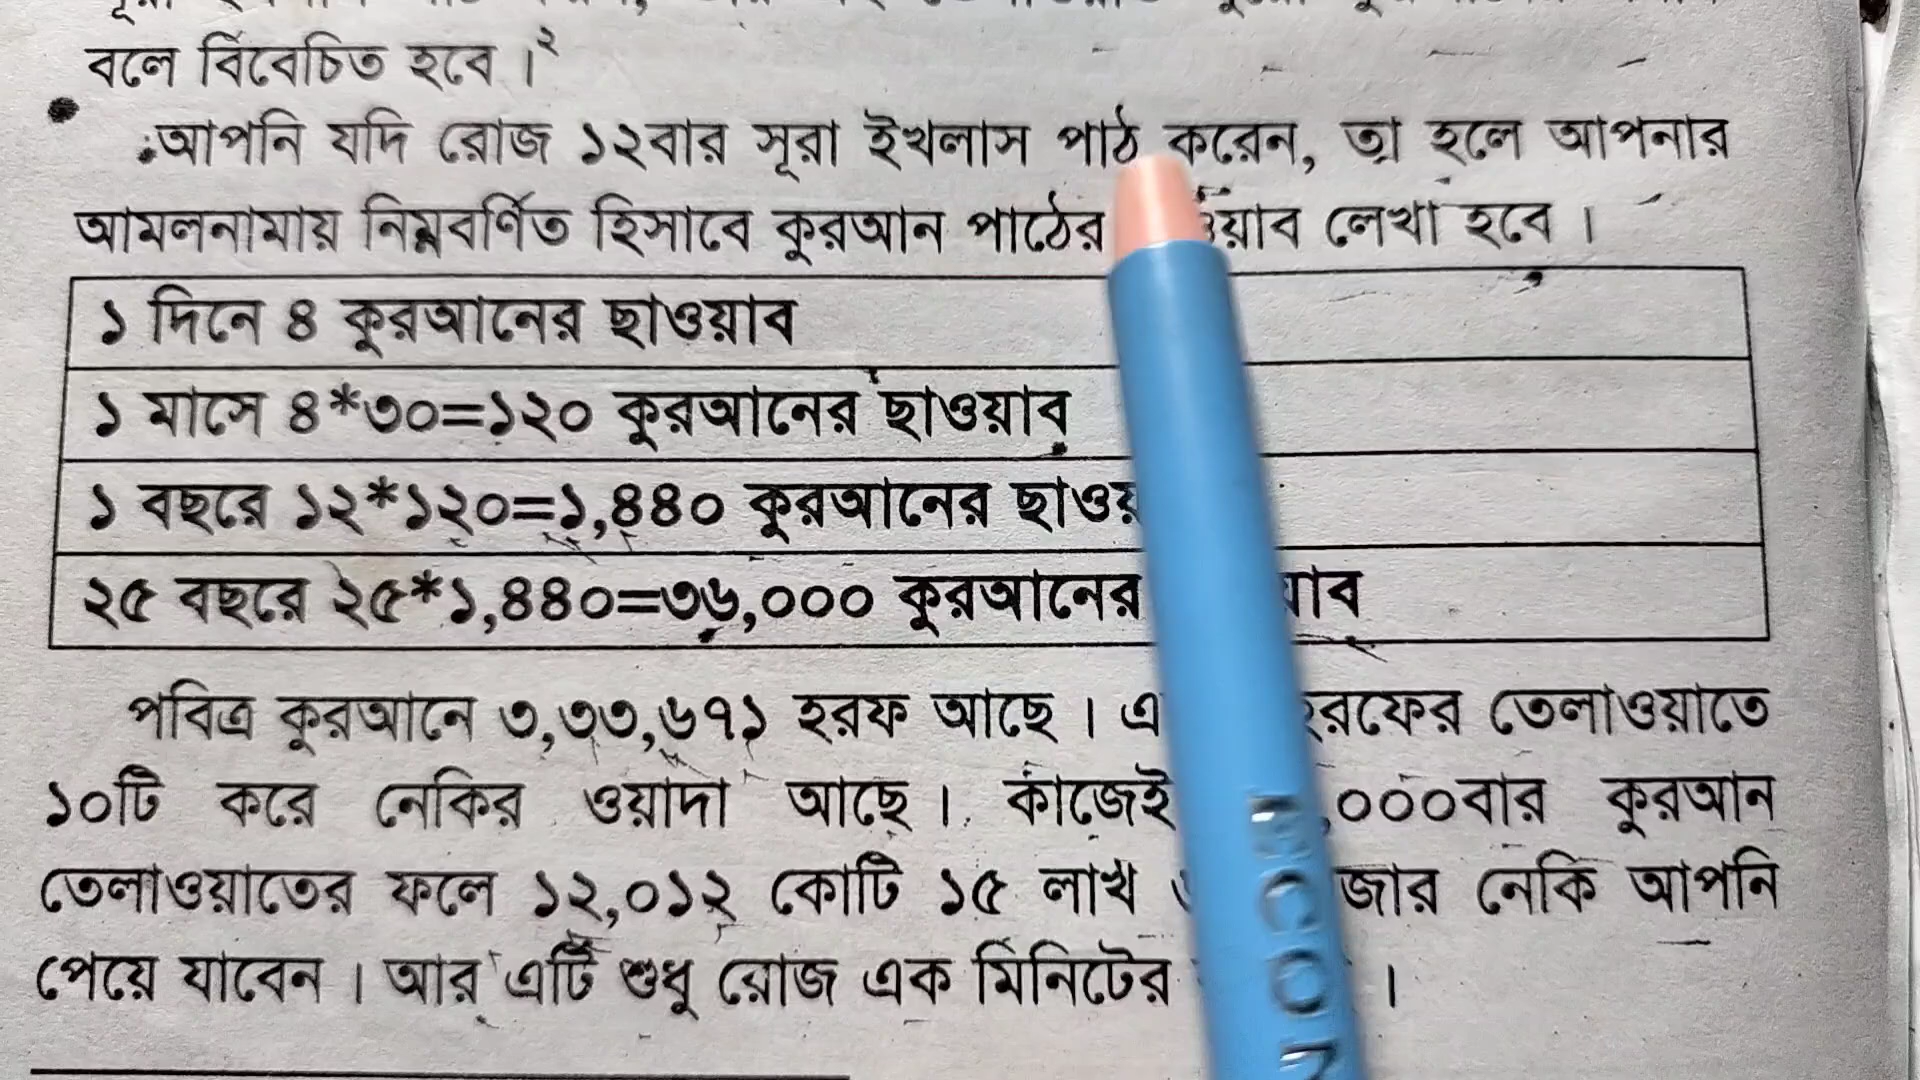 বলে বিবেচিত হবে ।২
আপনি যদি রোজ ১২বার সূরা ইখলাস পাঠ করেন, তা হলে আপনার
আমলনামায় নিম্নবর্ণিত হিসাবে কুরআন পাঠের লেখা হবে ।
১ দিনে ৪ কুরআনের ছাওয়াব
১ মাসে ৪*৩০=১২০ কুরআনের ছাওয়াব
১ বছরে ১২*১২০=১,৪৪০ কুরআনের
২৫ বছরে ২৫*১,৪৪০=৩৬,০০০ কুরআনের
পবিত্র কুরআনে ৩,৩৩,৬৭১ হরফ আছে । তেলাওয়াতে
১০টি করে নেকির ওয়াদা আছে । কাজেই ,০০০বার কুরআন
তেলাওয়াতের ফলে ১২,০১২ কোটি ১৫ লাখ নেকি আপনি
পেয়ে যাবেন । আর এটি শুধু রোজ এক মিনিটের ।
ECON